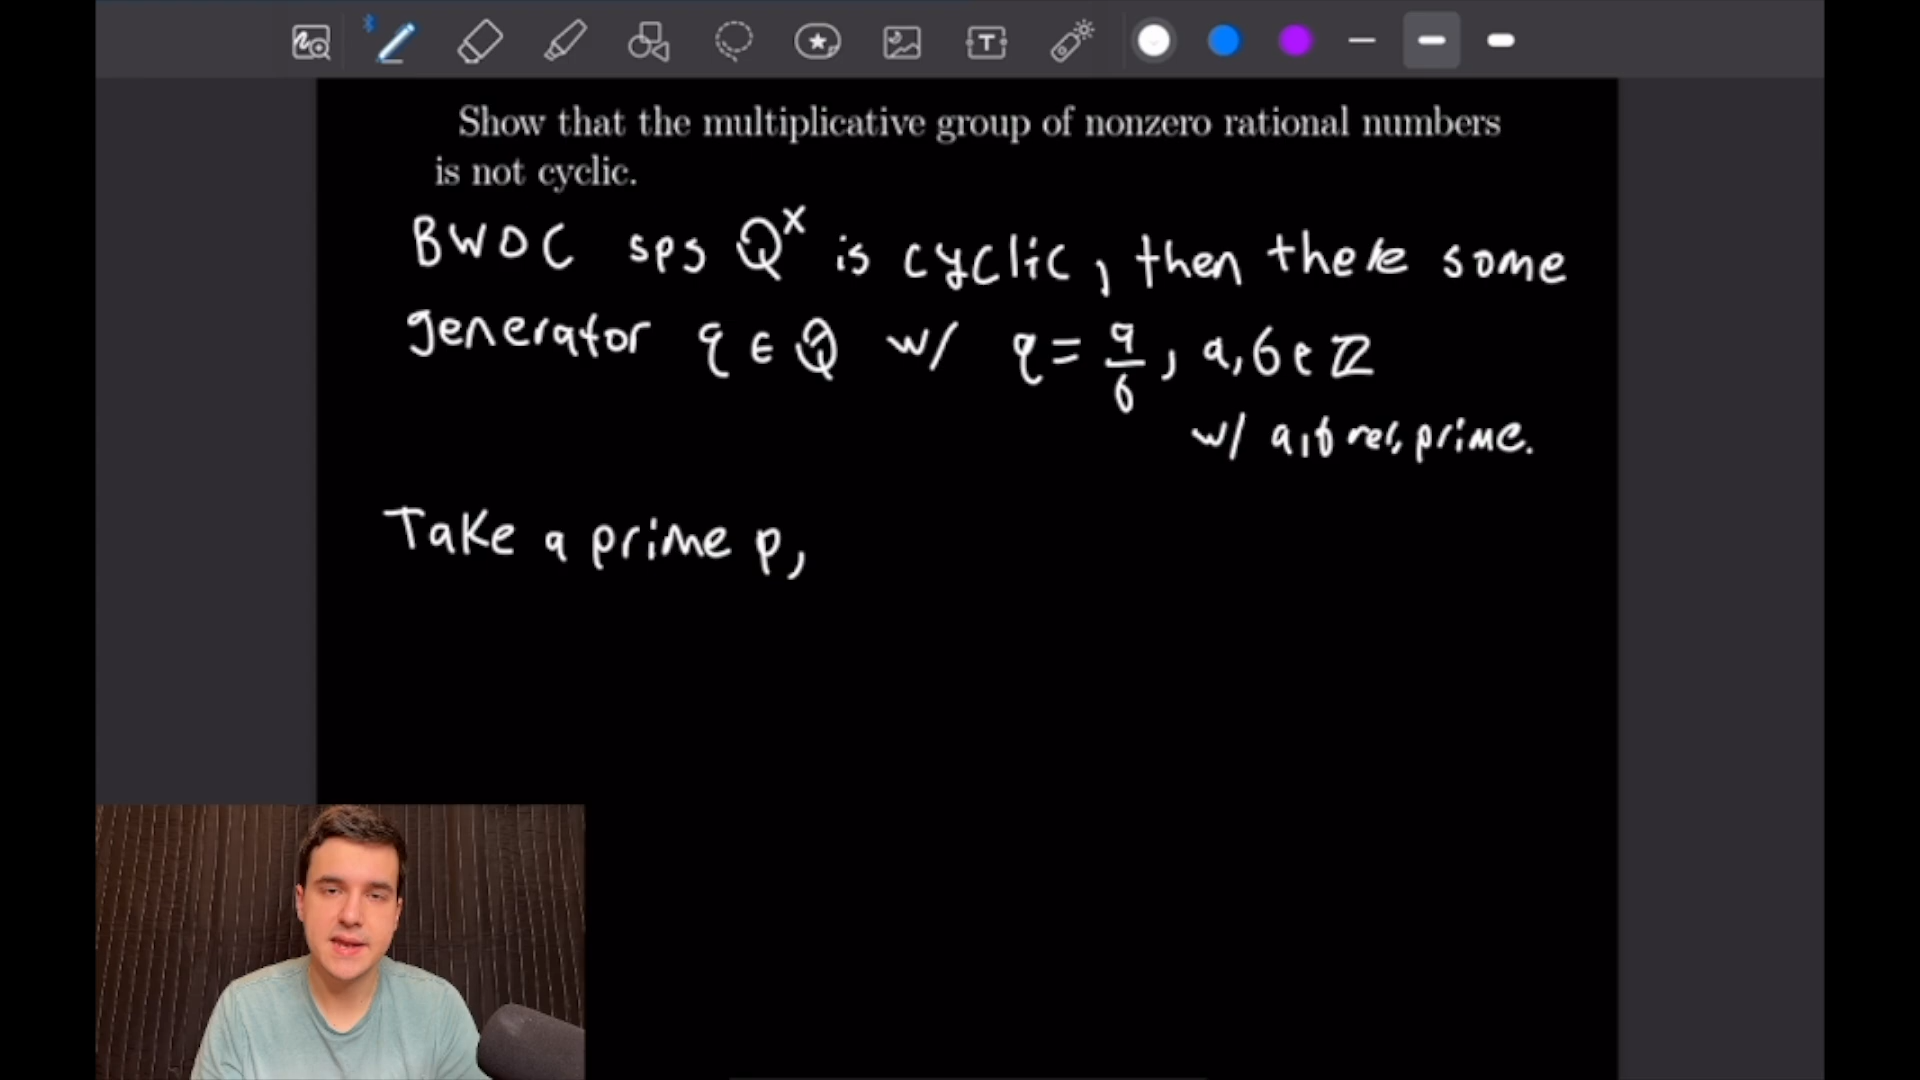 Show that the multiplicative group of nonzero rational numbers
is not cyclic.
BWOC sps Q^x is cyclic, then there some
generator q ∈ Q w/ q = a/b, a,b ∈ ℤ
w/ a,b rel. prime.
Take a prime p,